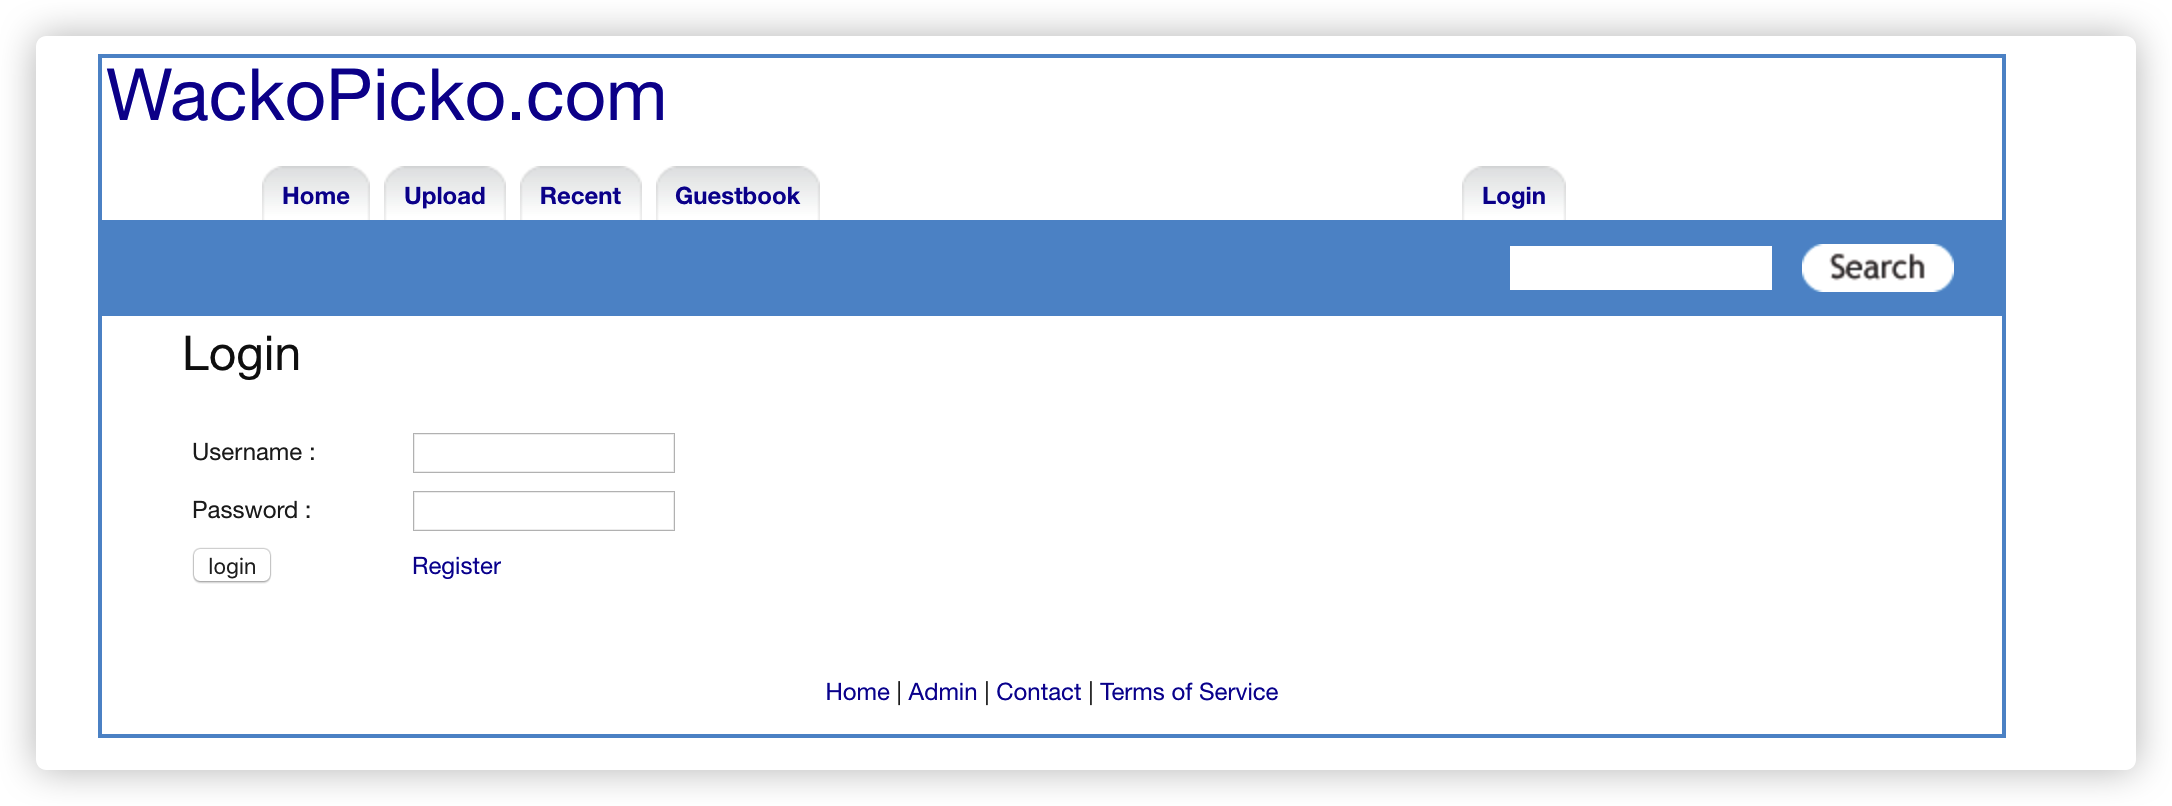 WackoPicko.com
Home Upload Recent Guestbook Login
Search
Login
Username :
Password :
login Register
Home | Admin | Contact | Terms of Service